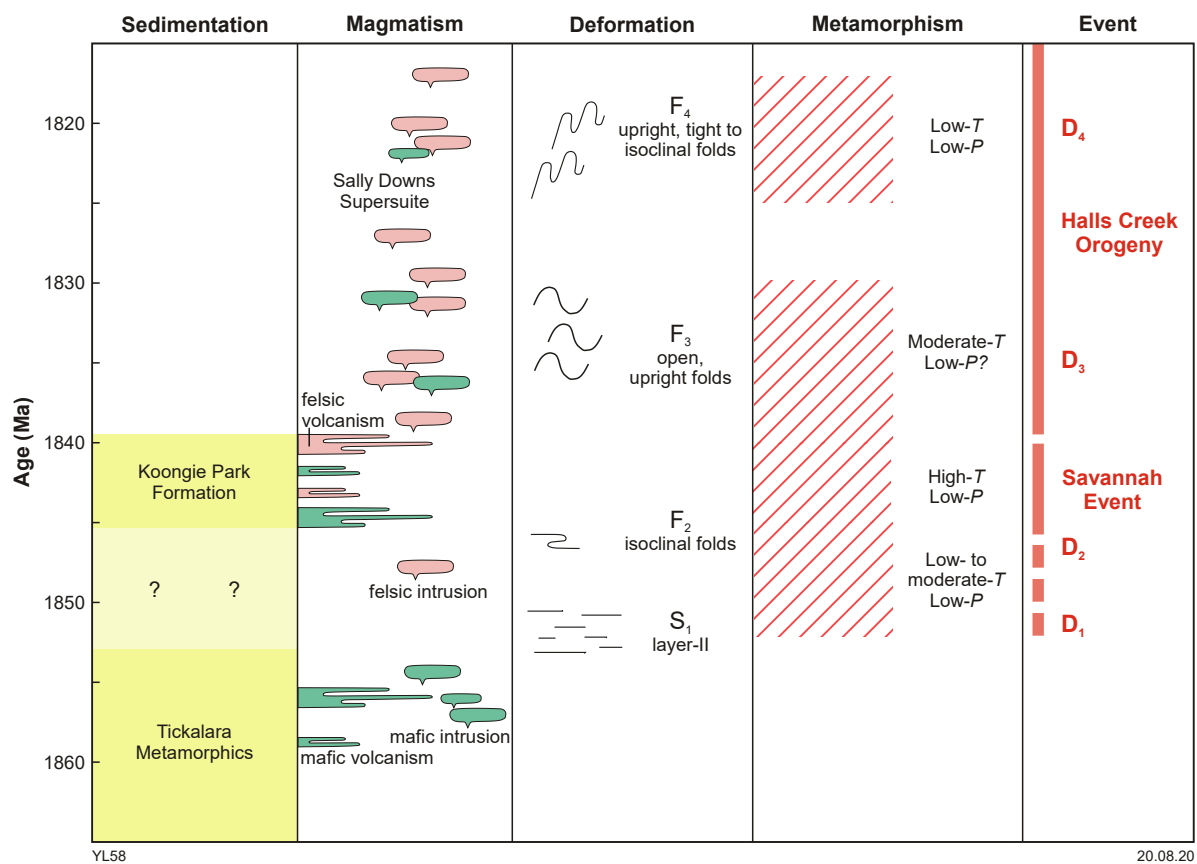 Sedimentation
Magmatism
Deformation
Metamorphism
Event
Age (Ma)
1820
1830
1840
1850
1860
Koongie Park
Formation
? ?
Tickalara
Metamorphics
Sally Downs
Supersuite
felsic
volcanism
felsic intrusion
mafic intrusion
mafic volcanism
F4
upright, tight to
isoclinal folds
F3
open,
upright folds
F2
isoclinal folds
S1
layer-II
Low-T
Low-P
Moderate-T
Low-P?
High-T
Low-P
Low- to
moderate-T
Low-P
D4
Halls Creek
Orogeny
D3
Savannah
Event
D2
D1
YL58
20.08.20